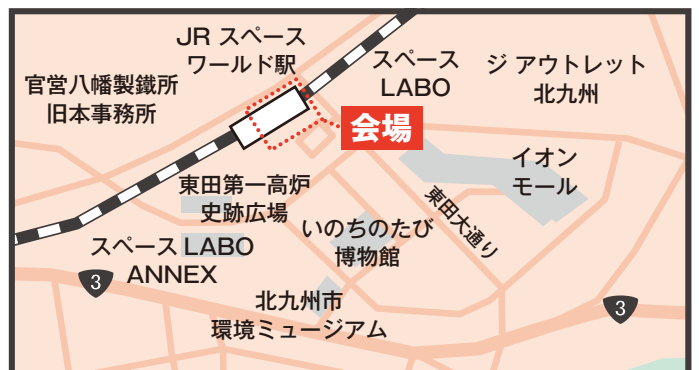 JR スペース
ワールド駅
スペース
LABO
ジ アウトレット
北九州
官営八幡製鐵所
旧本事務所
会場
イオン
モール
東田第一高炉
史跡広場
東田大通り
いのちのたび
博物館
スペース LABO
ANNEX
3
北九州市
環境ミュージアム
3